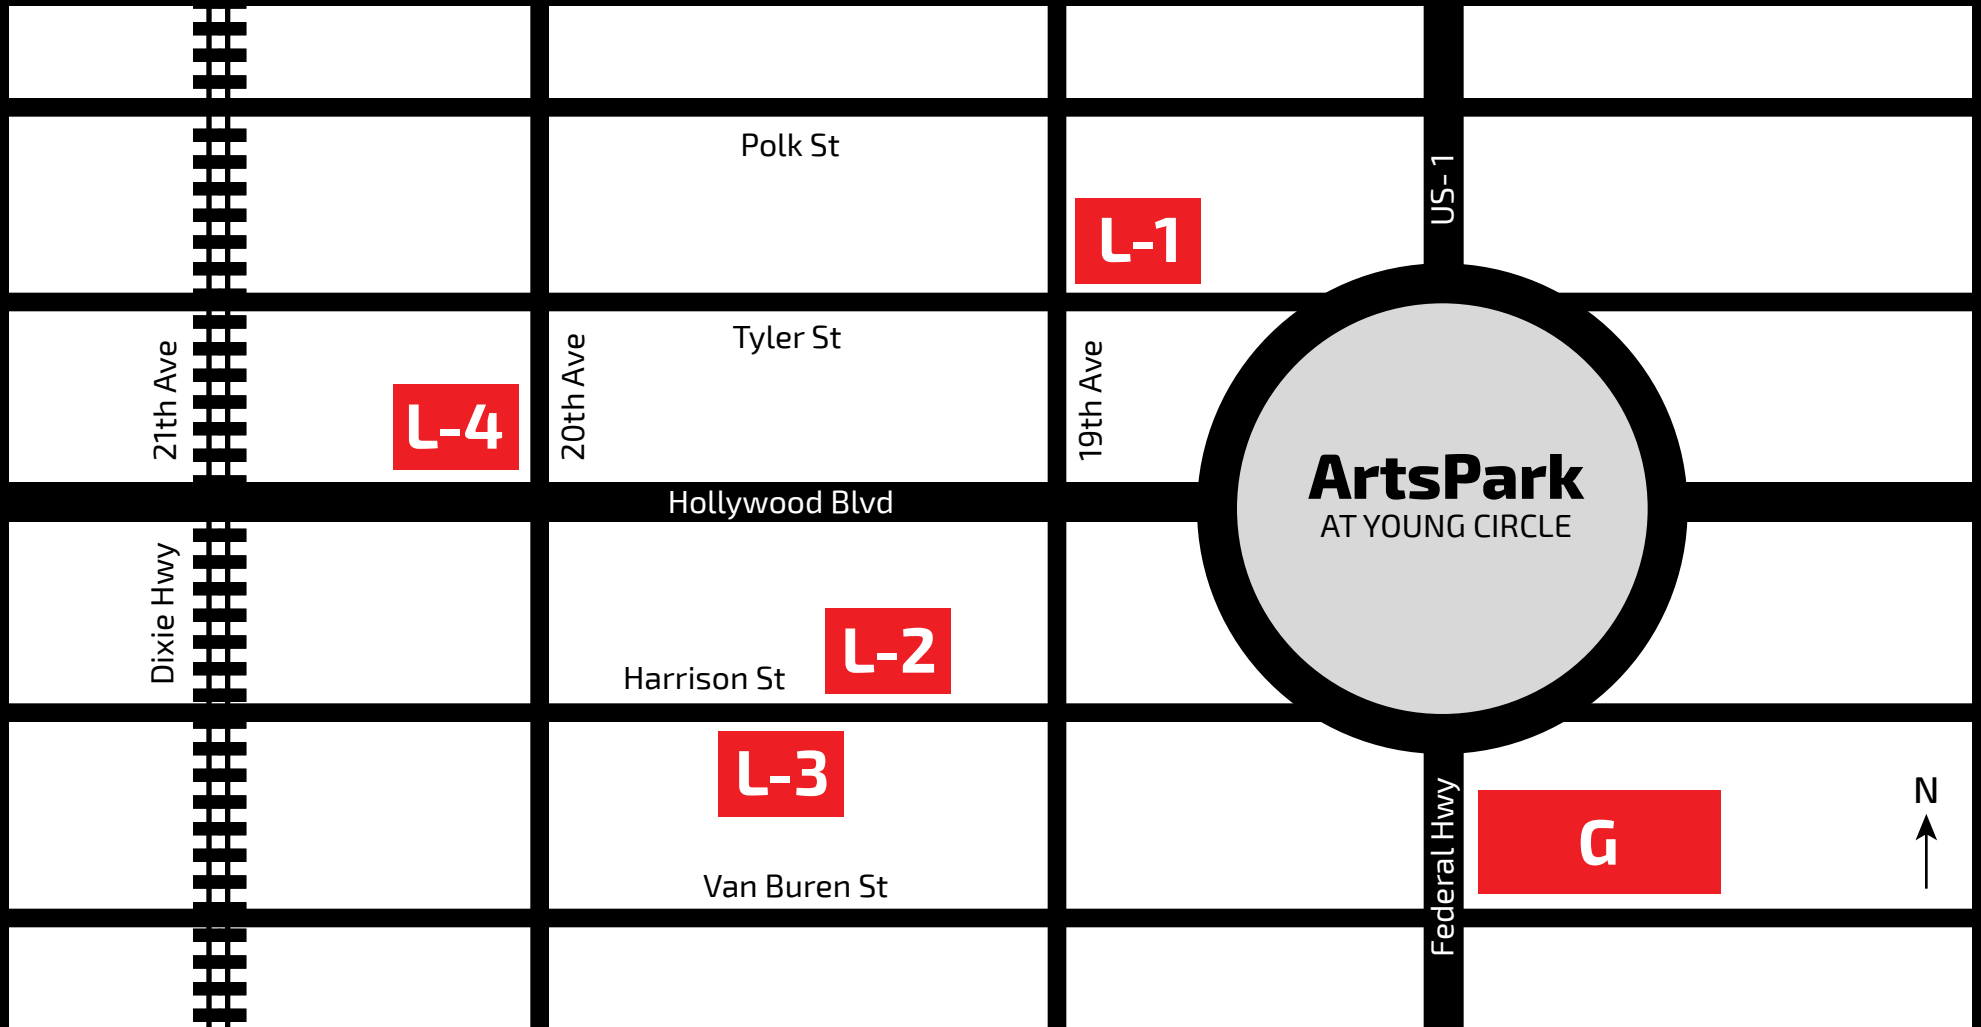 Polk St
US-1
L-1
Tyler St
21th Ave
20th Ave
19th Ave
L-4
ArtsPark
AT YOUNG CIRCLE
Hollywood Blvd
Dixie Hwy
L-2
Harrison St
L-3
Federal Hwy
N
G
Van Buren St